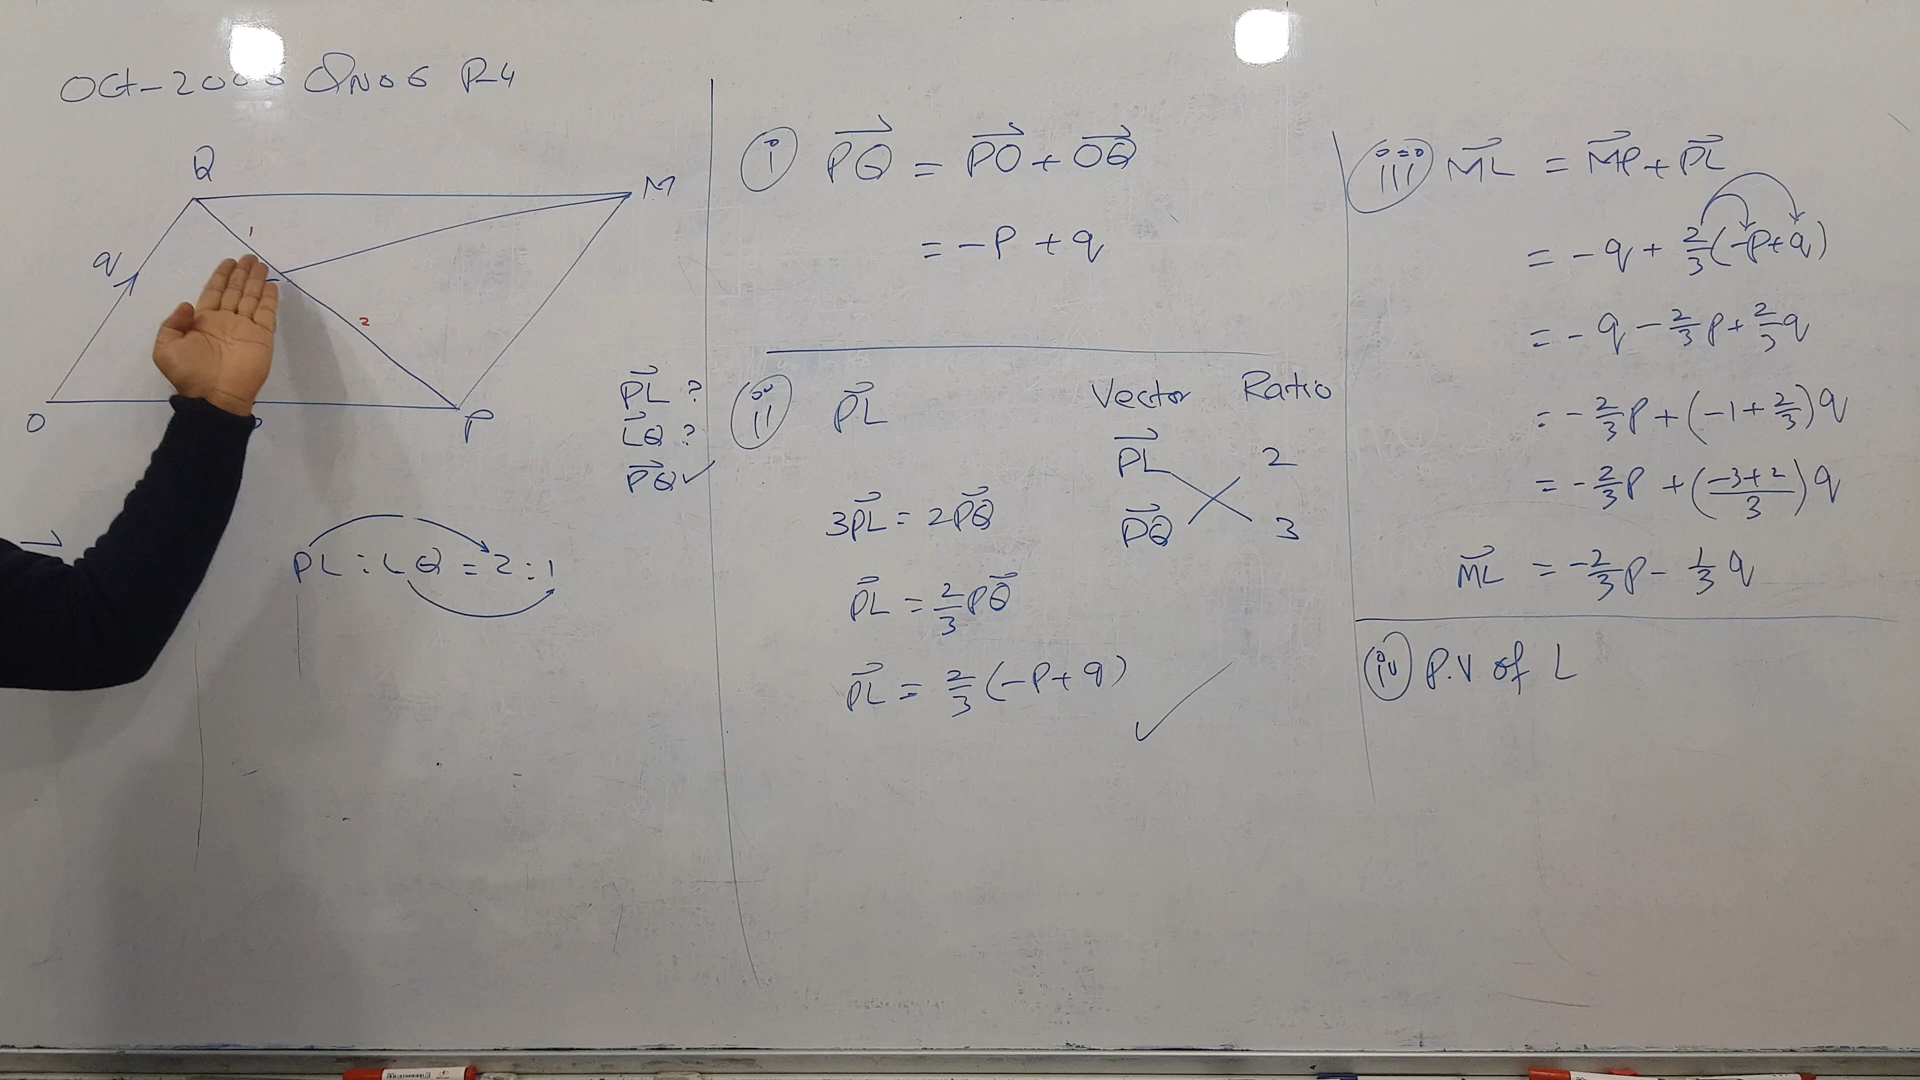 Oct-2006 QNo6 P-4
Q
M
1
q
2
O
P
PL ?
LQ ?
PQ ✓
PL : LQ = 2 : 1
i PQ = PO + OQ
= -P + q
ii PL
Vector Ratio
PL 2
PQ 3
3PL = 2PQ
PL = 2/3 PQ
PL = 2/3 (-P + q)
iii ML = MP + PL
= -q + 2/3 (-P + q)
= -q - 2/3 P + 2/3 q
= -2/3 P + (-1 + 2/3) q
= -2/3 P + (-3+2/3) q
ML = -2/3 P - 1/3 q
iv P.V of L